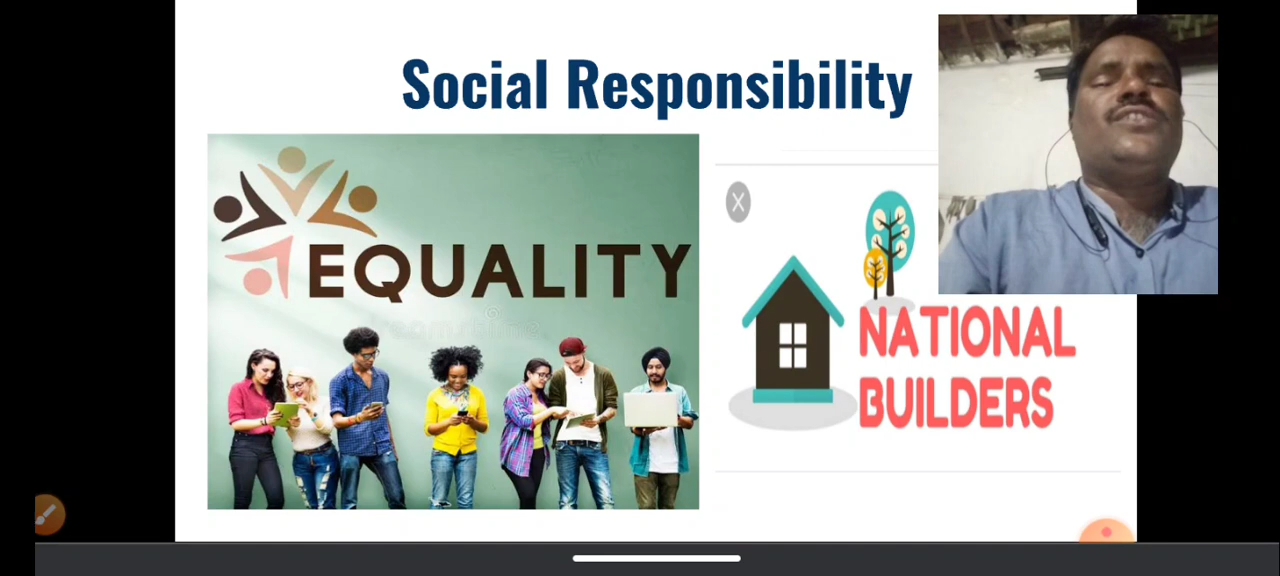 Social Responsibility
EQUALITY
NATIONAL
BUILDERS
X